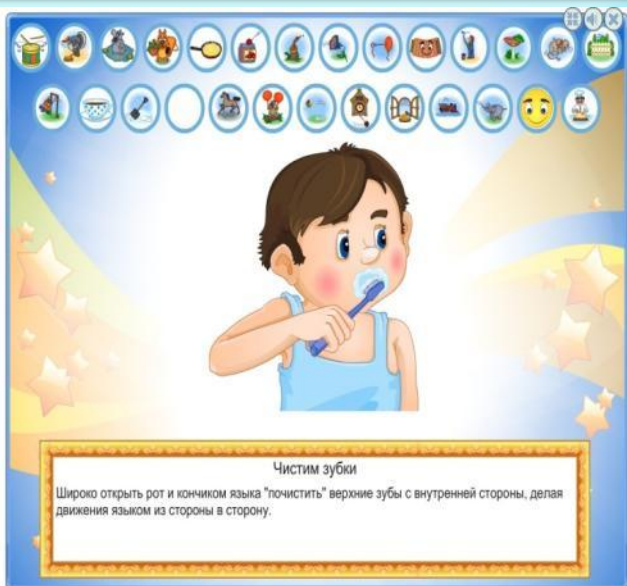 Чистим зубки
Широко открыть рот и кончиком языка "почистить" верхние зубы с внутренней стороны, делая
движения языком из стороны в сторону.